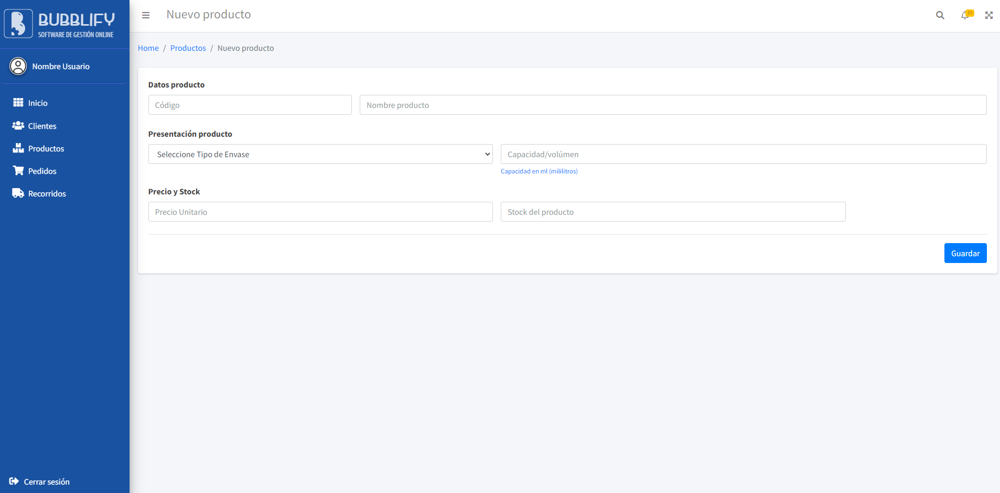 BUBBLIFY
SOFTWARE DE GESTIÓN ONLINE
Nombre Usuario
Inicio
Clientes
Productos
Pedidos
Recorridos
Cerrar sesión
Nuevo producto
15
Home / Productos / Nuevo producto
Datos producto
Código
Nombre producto
Presentación producto
Seleccione Tipo de Envase
Capacidad/volúmen
Capacidad en ml (mililitros)
Precio y Stock
Precio Unitario
Stock del producto
Guardar